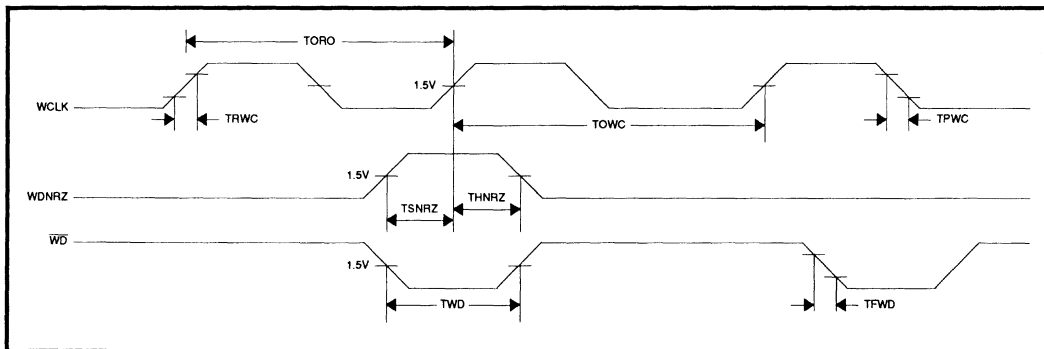 TORO
1.5V
WCLK
TRWC
TOWC
TPWC
1.5V
WDNRZ
TSNRZ
THNRZ
WD
1.5V
TWD
TFWD